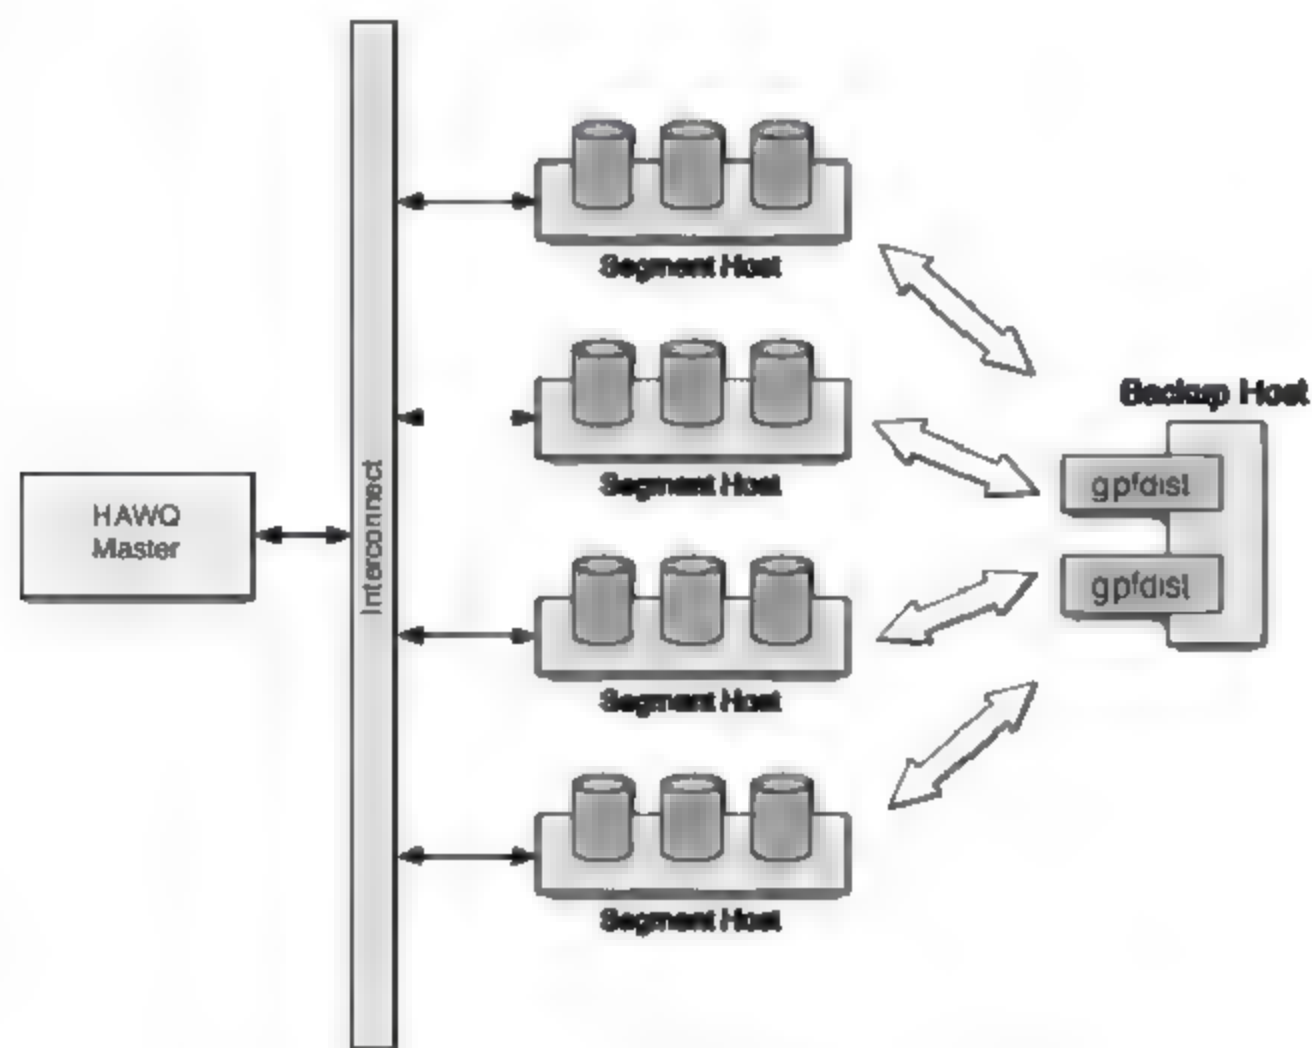 Segment Host
Segment Host
Backup Host
gpfdist
HAWQ
Master
Interconnect
gpfdist
Segment Host
Segment Host